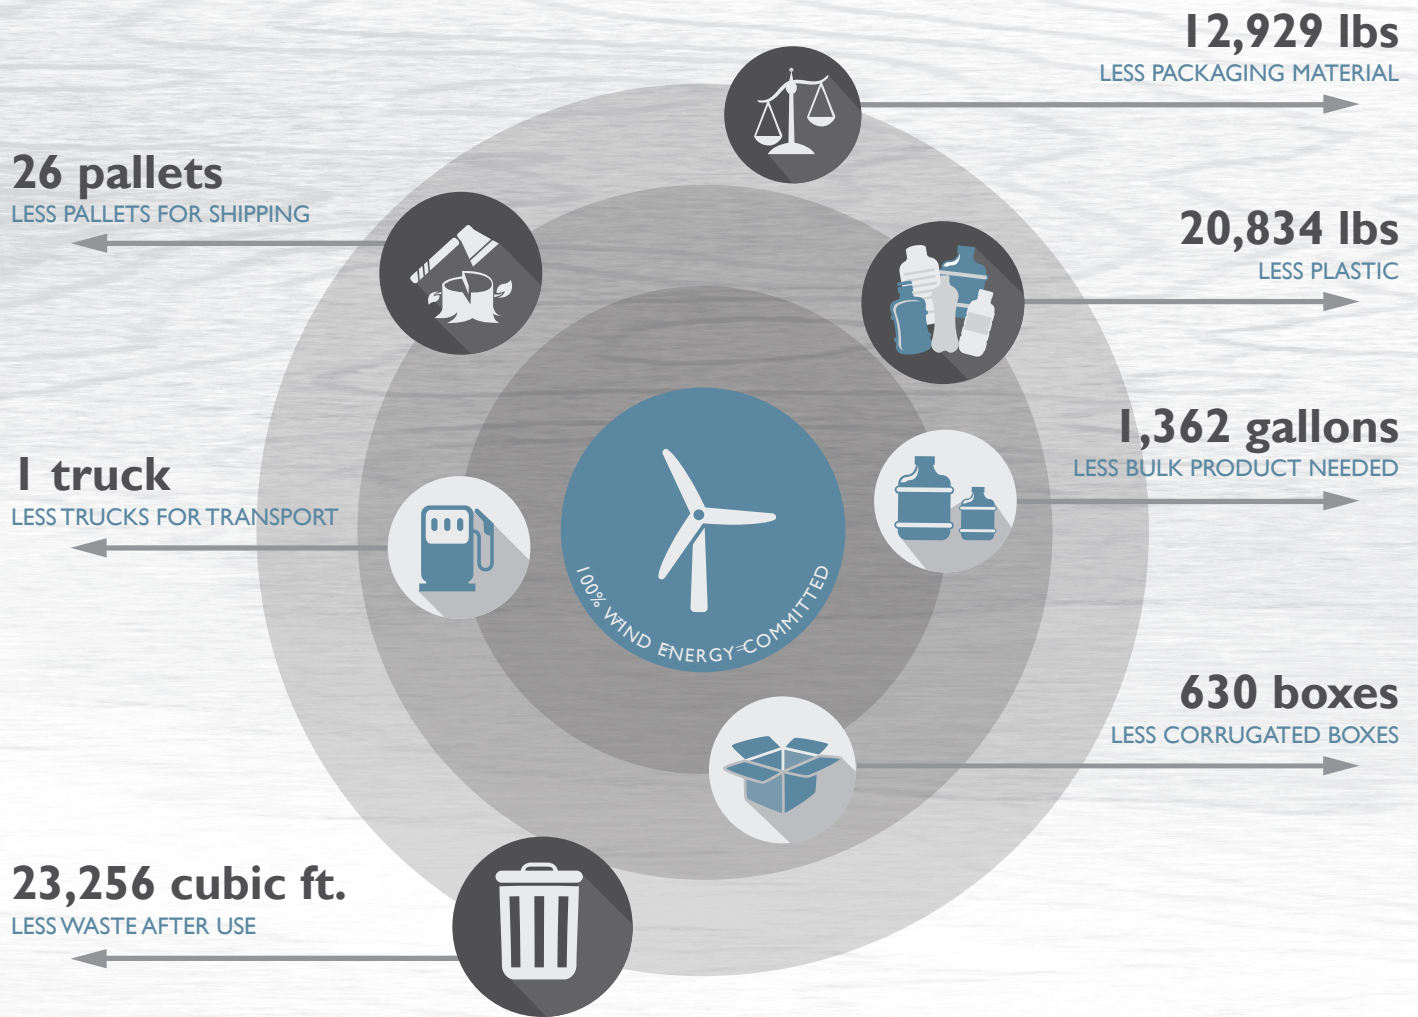 12,929 lbs
LESS PACKAGING MATERIAL
26 pallets
LESS PALLETS FOR SHIPPING
20,834 lbs
LESS PLASTIC
1,362 gallons
LESS BULK PRODUCT NEEDED
1 truck
LESS TRUCKS FOR TRANSPORT
100% WIND ENERGY COMMITTED
630 boxes
LESS CORRUGATED BOXES
23,256 cubic ft.
LESS WASTE AFTER USE